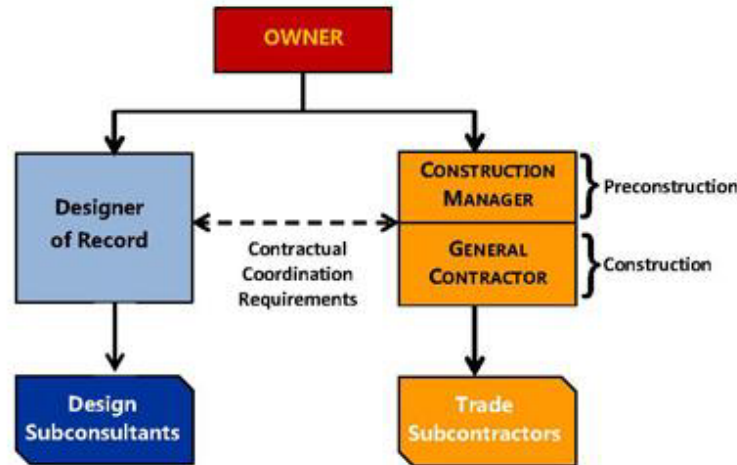 OWNER
Designer
of Record
CONSTRUCTION
MANAGER
Preconstruction
Contractual
Coordination
Requirements
GENERAL
CONTRACTOR
Construction
Design
Subconsultants
Trade
Subcontractors